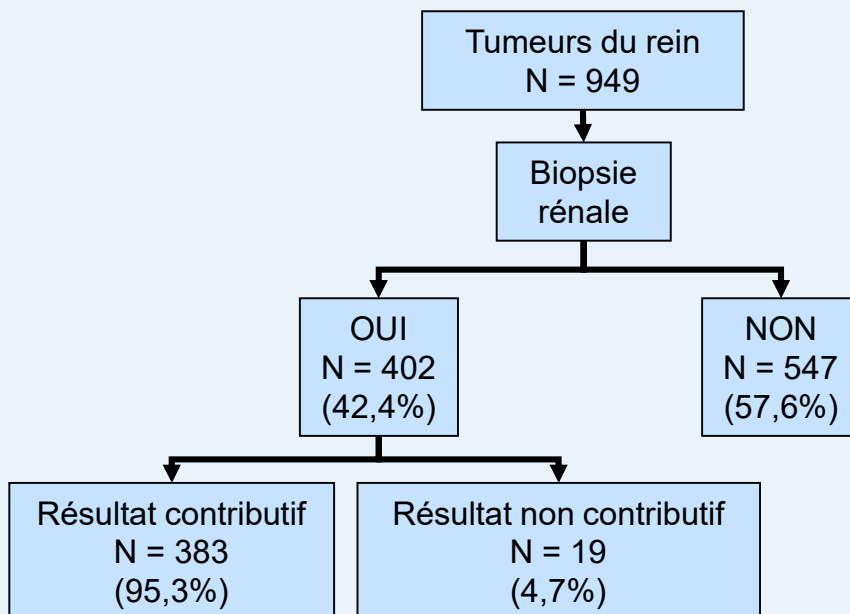 Tumeurs du rein
N = 949
Biopsie
rénale
OUI
N = 402
(42,4%)
NON
N = 547
(57,6%)
Résultat contributif
N = 383
(95,3%)
Résultat non contributif
N = 19
(4,7%)